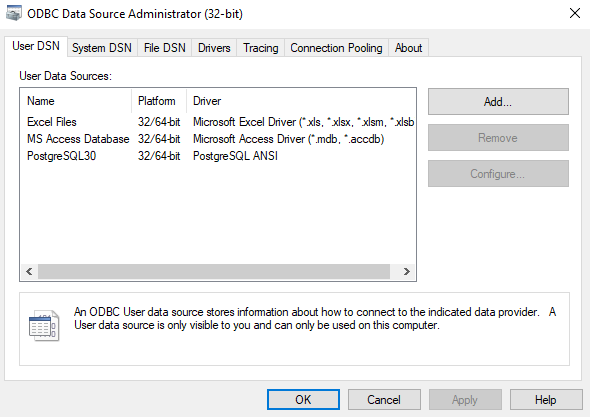 ODBC Data Source Administrator (32-bit)
User DSN System DSN File DSN Drivers Tracing Connection Pooling About
User Data Sources:
Name Platform Driver
Excel Files 32/64-bit Microsoft Excel Driver (*.xls, *.xlsx, *.xlsm, *.xlsb
MS Access Database 32/64-bit Microsoft Access Driver (*.mdb, *.accdb)
PostgreSQL30 32/64-bit PostgreSQL ANSI
Add...
Remove
Configure...
An ODBC User data source stores information about how to connect to the indicated data provider. A
User data source is only visible to you and can only be used on this computer.
OK Cancel Apply Help